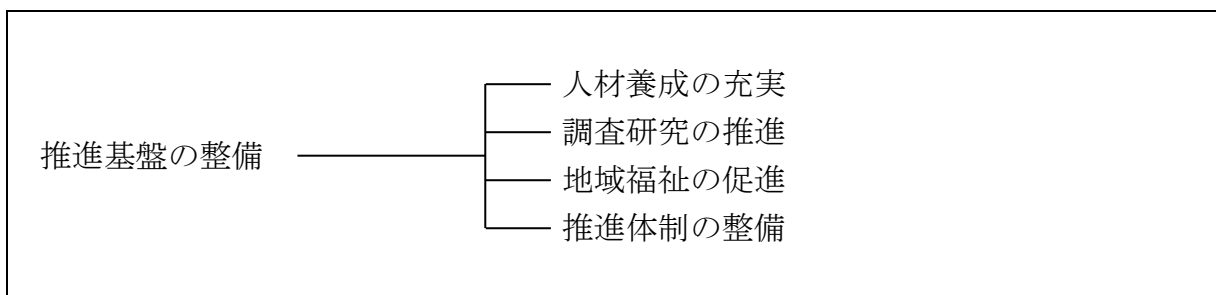 推進基盤の整備
人材養成の充実
調査研究の推進
地域福祉の促進
推進体制の整備